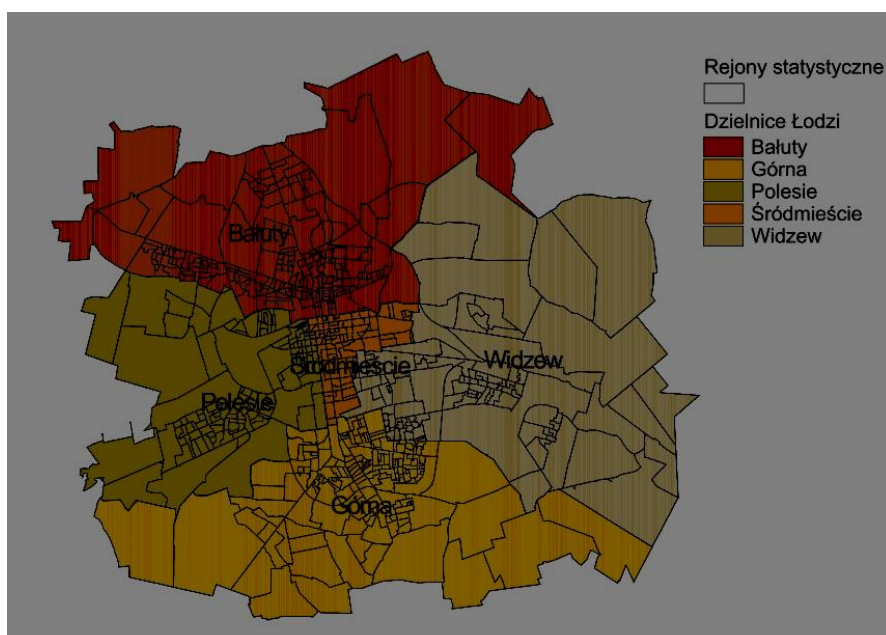 Rejony statystyczne
Dzielnice Łodzi
Bałuty
Górna
Polesie
Śródmieście
Widzew
Bałuty
Śródmieście
Widzew
Polesie
Górna